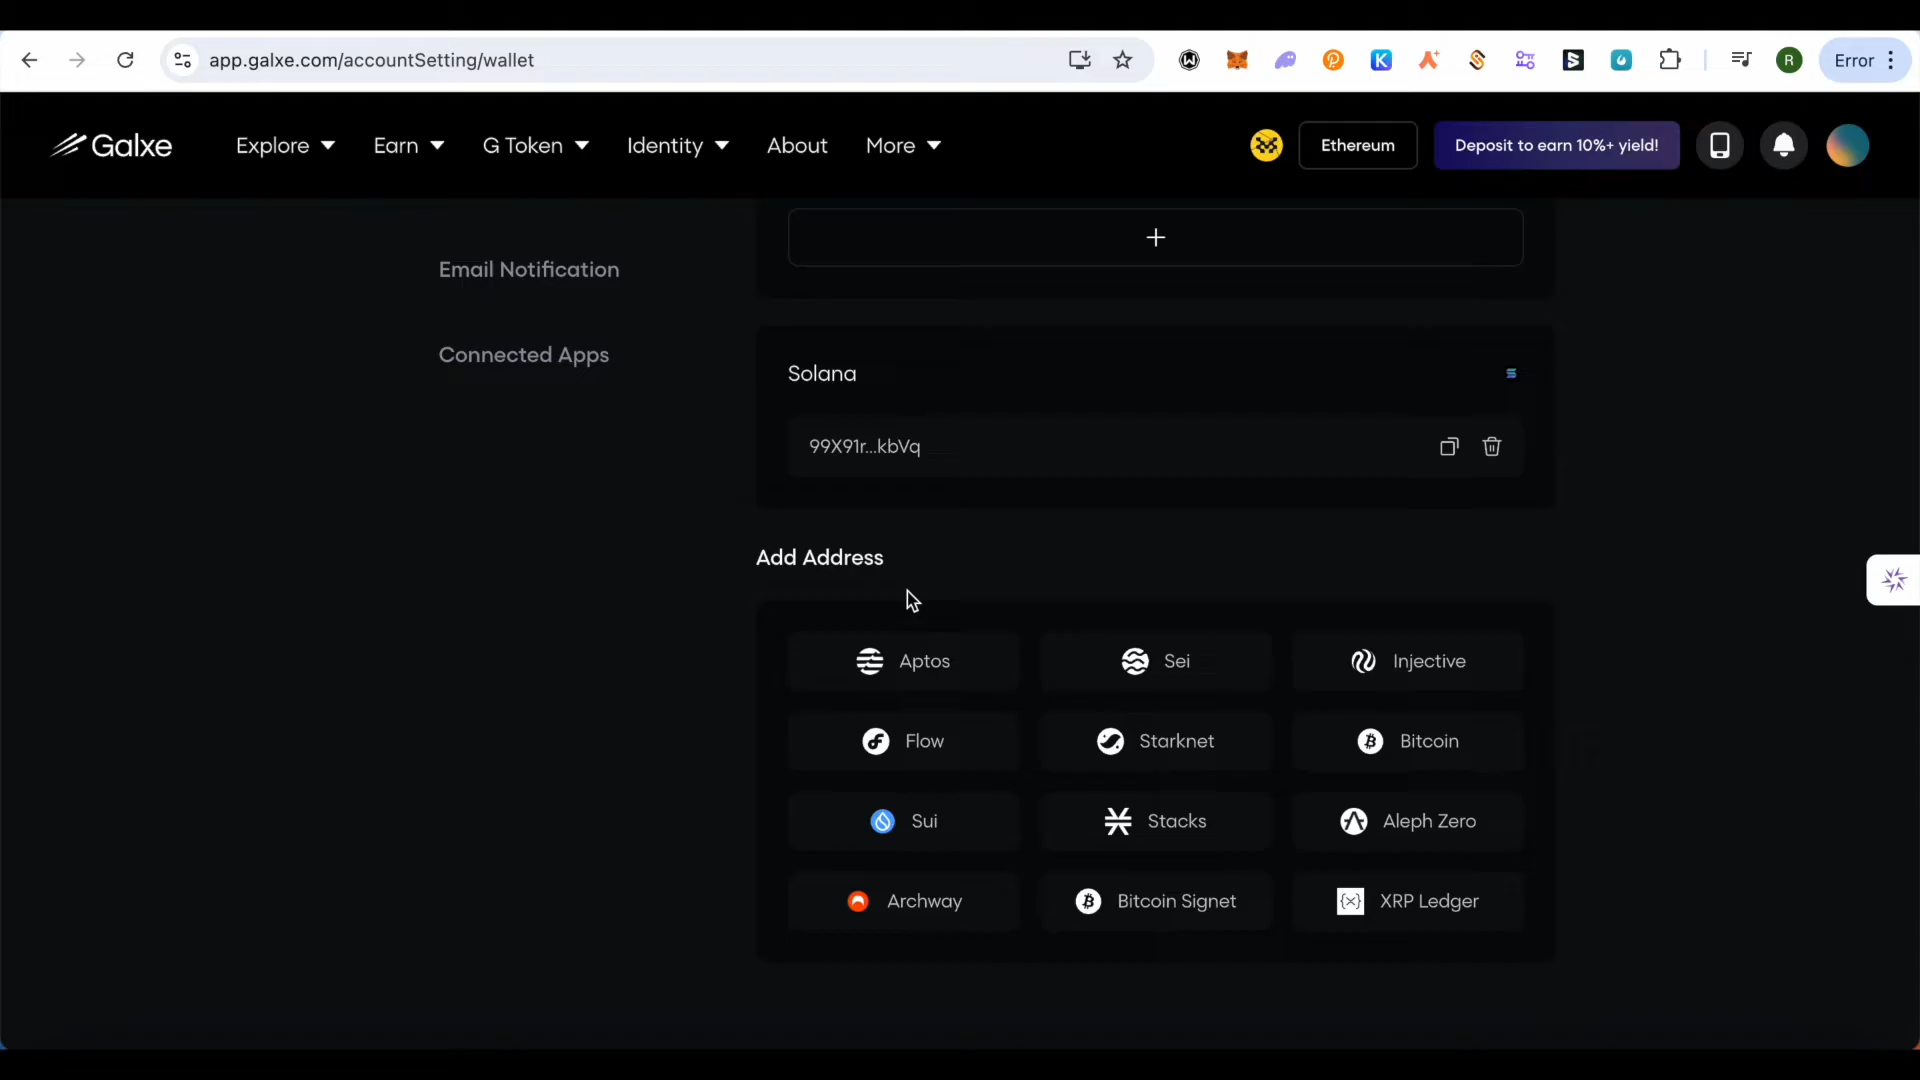 app.galxe.com/accountSetting/wallet
R
Error
Galxe
Explore Earn G Token Identity About More
Ethereum
Deposit to earn 10%+ yield!
Email Notification
Connected Apps
Solana
99X91r...kbVq
Add Address
Aptos
Sei
Injective
Flow
Starknet
Bitcoin
Sui
Stacks
Aleph Zero
Archway
Bitcoin Signet
XRP Ledger